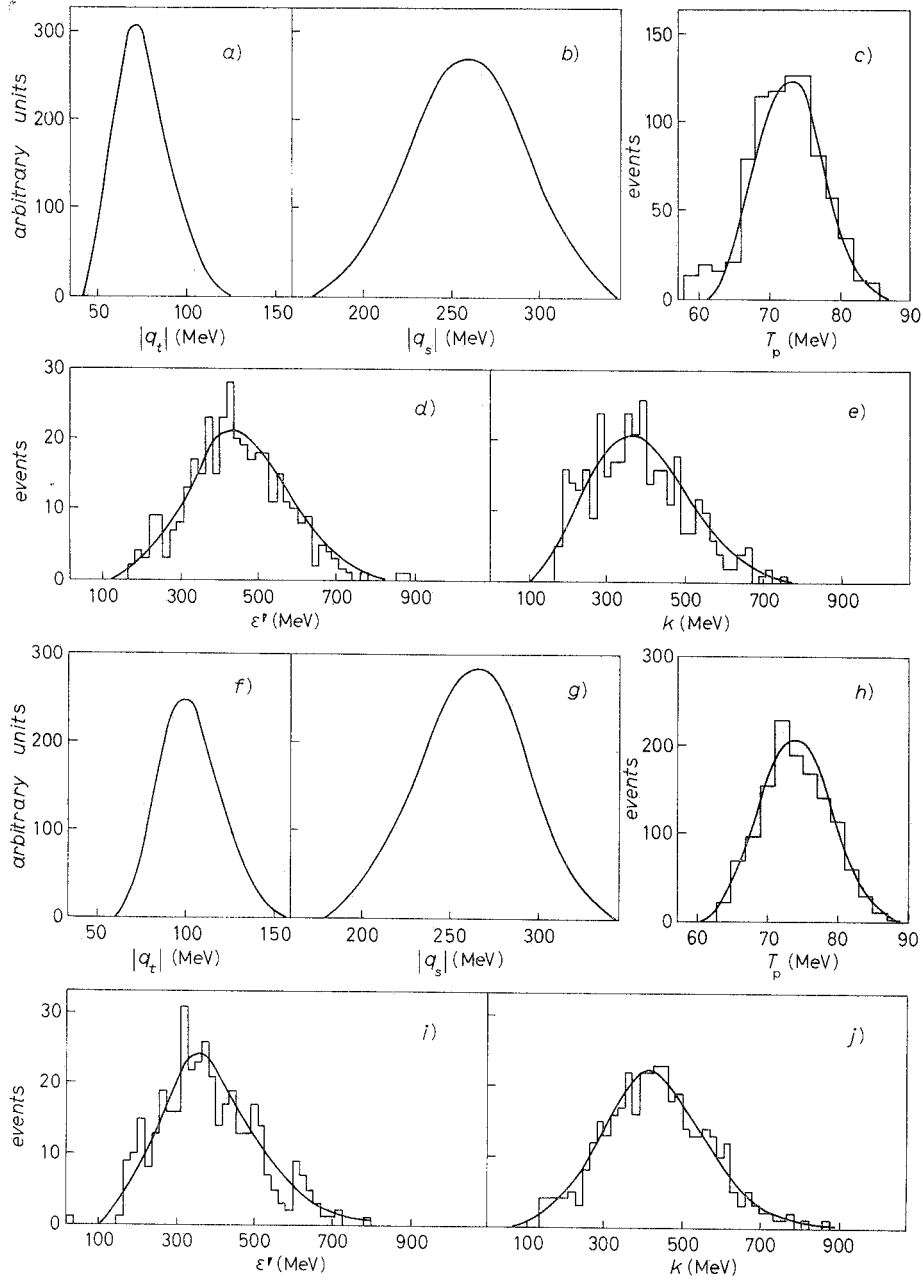 300
200
100
0
arbitrary units
a)
50
100
150
|q_t| (MeV)
b)
200
250
300
|q_s| (MeV)
150
100
50
0
events
c)
60
70
80
90
T_p (MeV)
30
20
10
0
events
d)
100
300
500
700
900
ε' (MeV)
e)
100
300
500
700
900
k (MeV)
300
200
100
0
arbitrary units
f)
50
100
150
|q_t| (MeV)
g)
200
250
300
|q_s| (MeV)
300
200
100
0
events
h)
60
70
80
90
T_p (MeV)
30
20
10
0
events
i)
100
300
500
700
900
ε' (MeV)
j)
100
300
500
700
900
k (MeV)